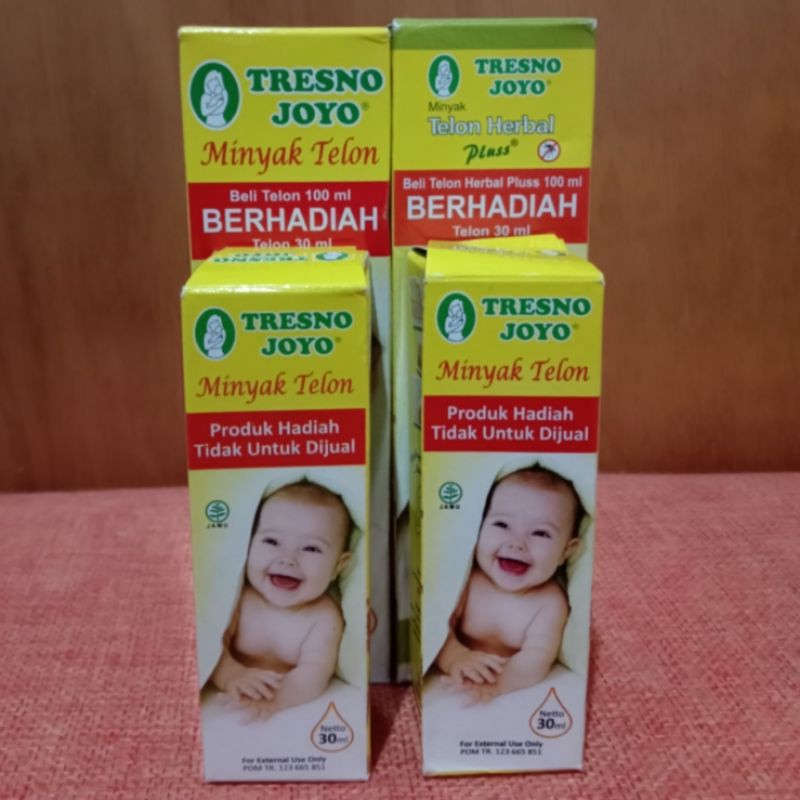 TRESNO
JOYO®
Minyak Telon
Beli Telon 100 ml
BERHADIAH
Telon 30 ml
TRESNO
JOYO®
Minyak
Telon Herbal
Pluss®
Beli Telon Herbal Pluss 100 ml
BERHADIAH
Telon 30 ml
TRESNO
JOYO
TRESNO
JOYO®
Minyak Telon
Produk Hadiah
Tidak Untuk Dijual
JAMU
Netto
30ml
For External Use Only
POM TR. 123 665 851
TRESNO
JOYO®
Minyak Telon
Produk Hadiah
Tidak Untuk Dijual
JAMU
Netto
30ml
For External Use Only
POM TR. 123 665 851